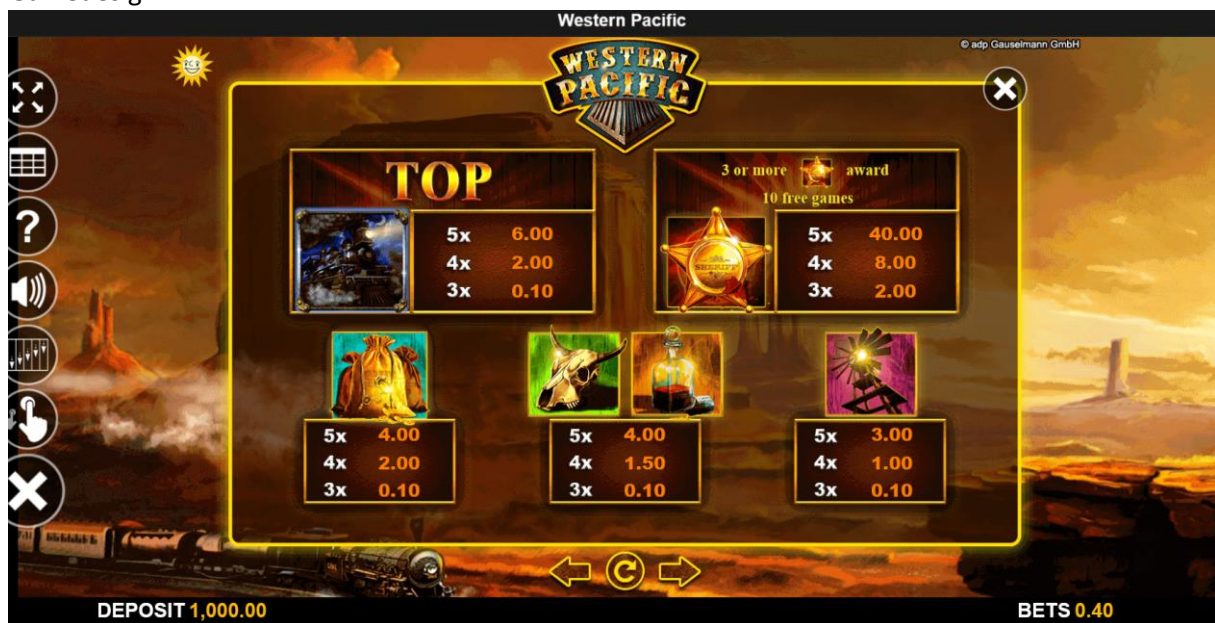 Western Pacific
© adp Gauselmann GmbH
WESTERN
PACIFIC
TOP
5x 6.00
4x 2.00
3x 0.10
3 or more award
10 free games
SHERIFF
5x 40.00
4x 8.00
3x 2.00
5x 4.00
4x 2.00
3x 0.10
5x 4.00
4x 1.50
3x 0.10
5x 3.00
4x 1.00
3x 0.10
DEPOSIT 1,000.00
BETS 0.40